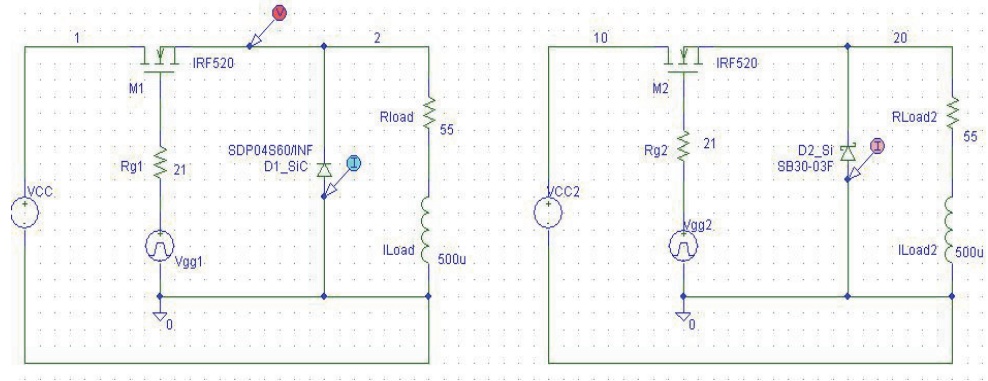 V
1
2
IRF520
M1
Rload
55
SDP04S60/INF
D1_SiC
I
Rg1
21
VCC
+
-
ILoad
500u
Vgg1
+
0
10
20
IRF520
M2
RLoad2
55
Rg2
21
D2_Si
SB30-03F
I
VCC2
+
-
Vgg2
+
ILoad2
500u
0